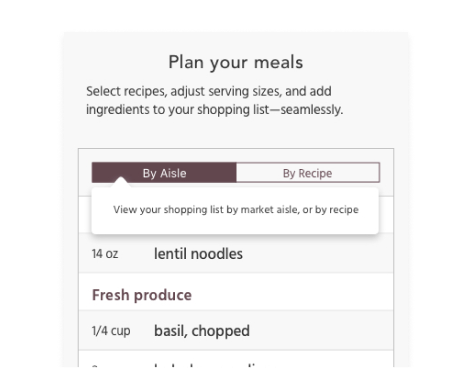 Plan your meals
Select recipes, adjust serving sizes, and add
ingredients to your shopping list—seamlessly.
By Aisle By Recipe
View your shopping list by market aisle, or by recipe
14 oz lentil noodles
Fresh produce
1/4 cup basil, chopped